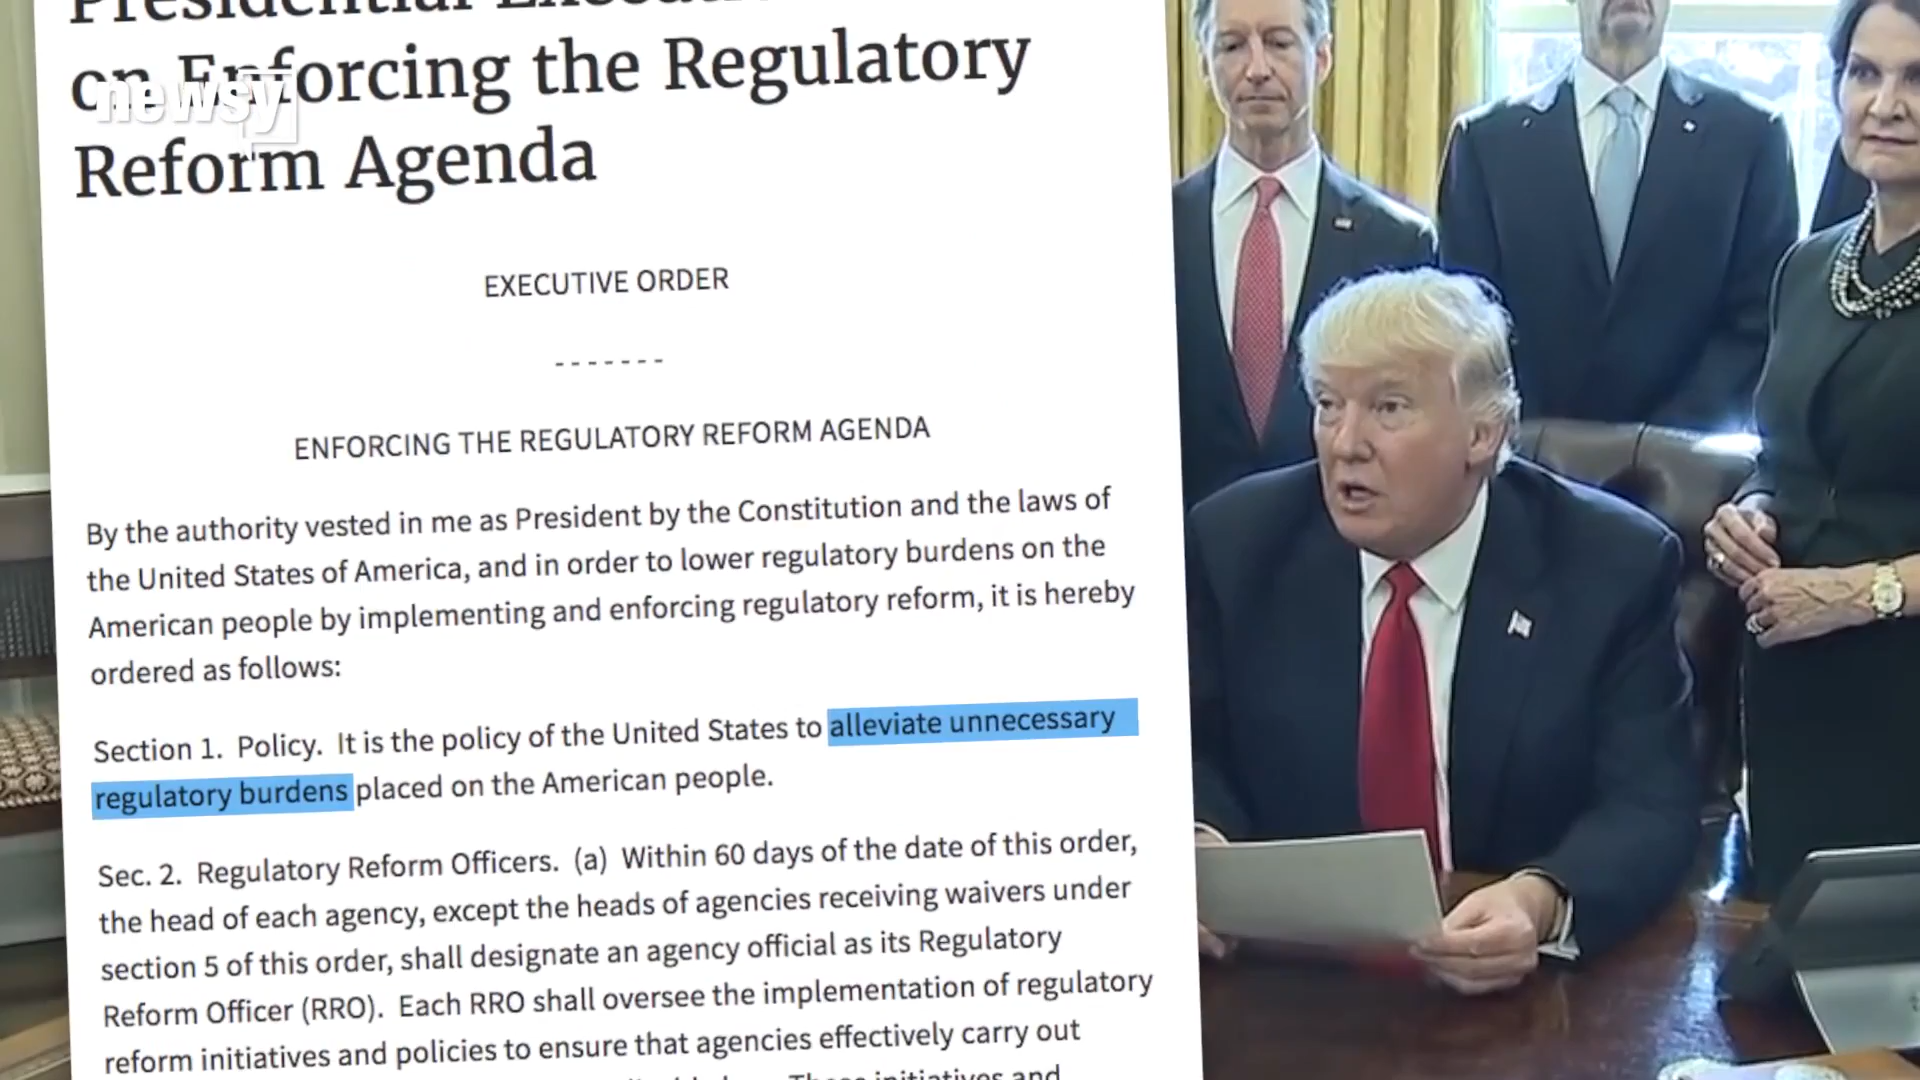 Presidential
on Enforcing the Regulatory
Reform Agenda
newsy
EXECUTIVE ORDER
- - - - - - -
ENFORCING THE REGULATORY REFORM AGENDA
By the authority vested in me as President by the Constitution and the laws of
the United States of America, and in order to lower regulatory burdens on the
American people by implementing and enforcing regulatory reform, it is hereby
ordered as follows:
Section 1. Policy. It is the policy of the United States to alleviate unnecessary
regulatory burdens placed on the American people.
Sec. 2. Regulatory Reform Officers. (a) Within 60 days of the date of this order,
the head of each agency, except the heads of agencies receiving waivers under
section 5 of this order, shall designate an agency official as its Regulatory
Reform Officer (RRO). Each RRO shall oversee the implementation of regulatory
reform initiatives and policies to ensure that agencies effectively carry out
These initiatives and